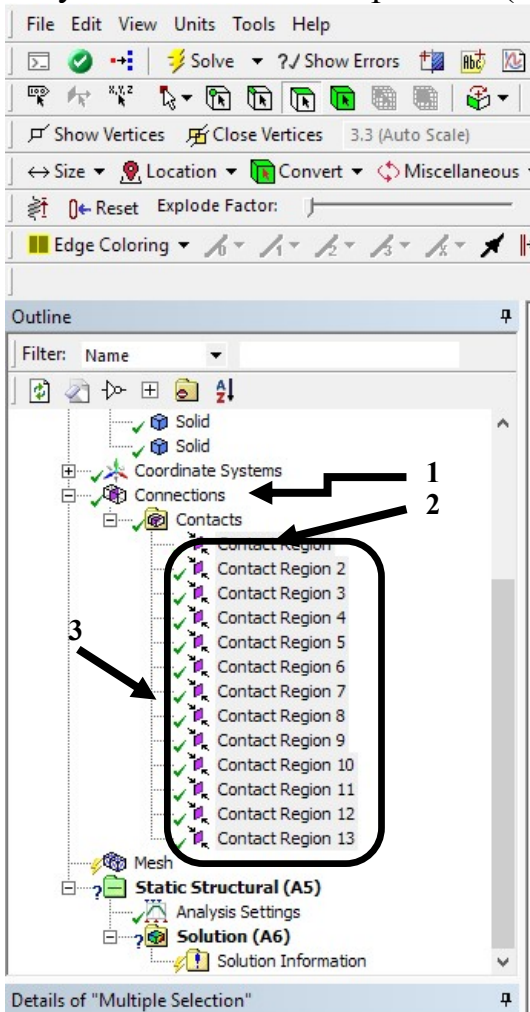 File Edit View Units Tools Help
Solve ?/ Show Errors
Show Vertices Close Vertices 3.3 (Auto Scale)
Size Location Convert Miscellaneous
Reset Explode Factor:
Edge Coloring
Outline
Filter: Name
Solid
Solid
Coordinate Systems
Connections
1
Contacts
2
Contact Region
Contact Region 2
Contact Region 3
Contact Region 4
Contact Region 5
3
Contact Region 6
Contact Region 7
Contact Region 8
Contact Region 9
Contact Region 10
Contact Region 11
Contact Region 12
Contact Region 13
Mesh
Static Structural (A5)
Analysis Settings
Solution (A6)
Solution Information
Details of "Multiple Selection"